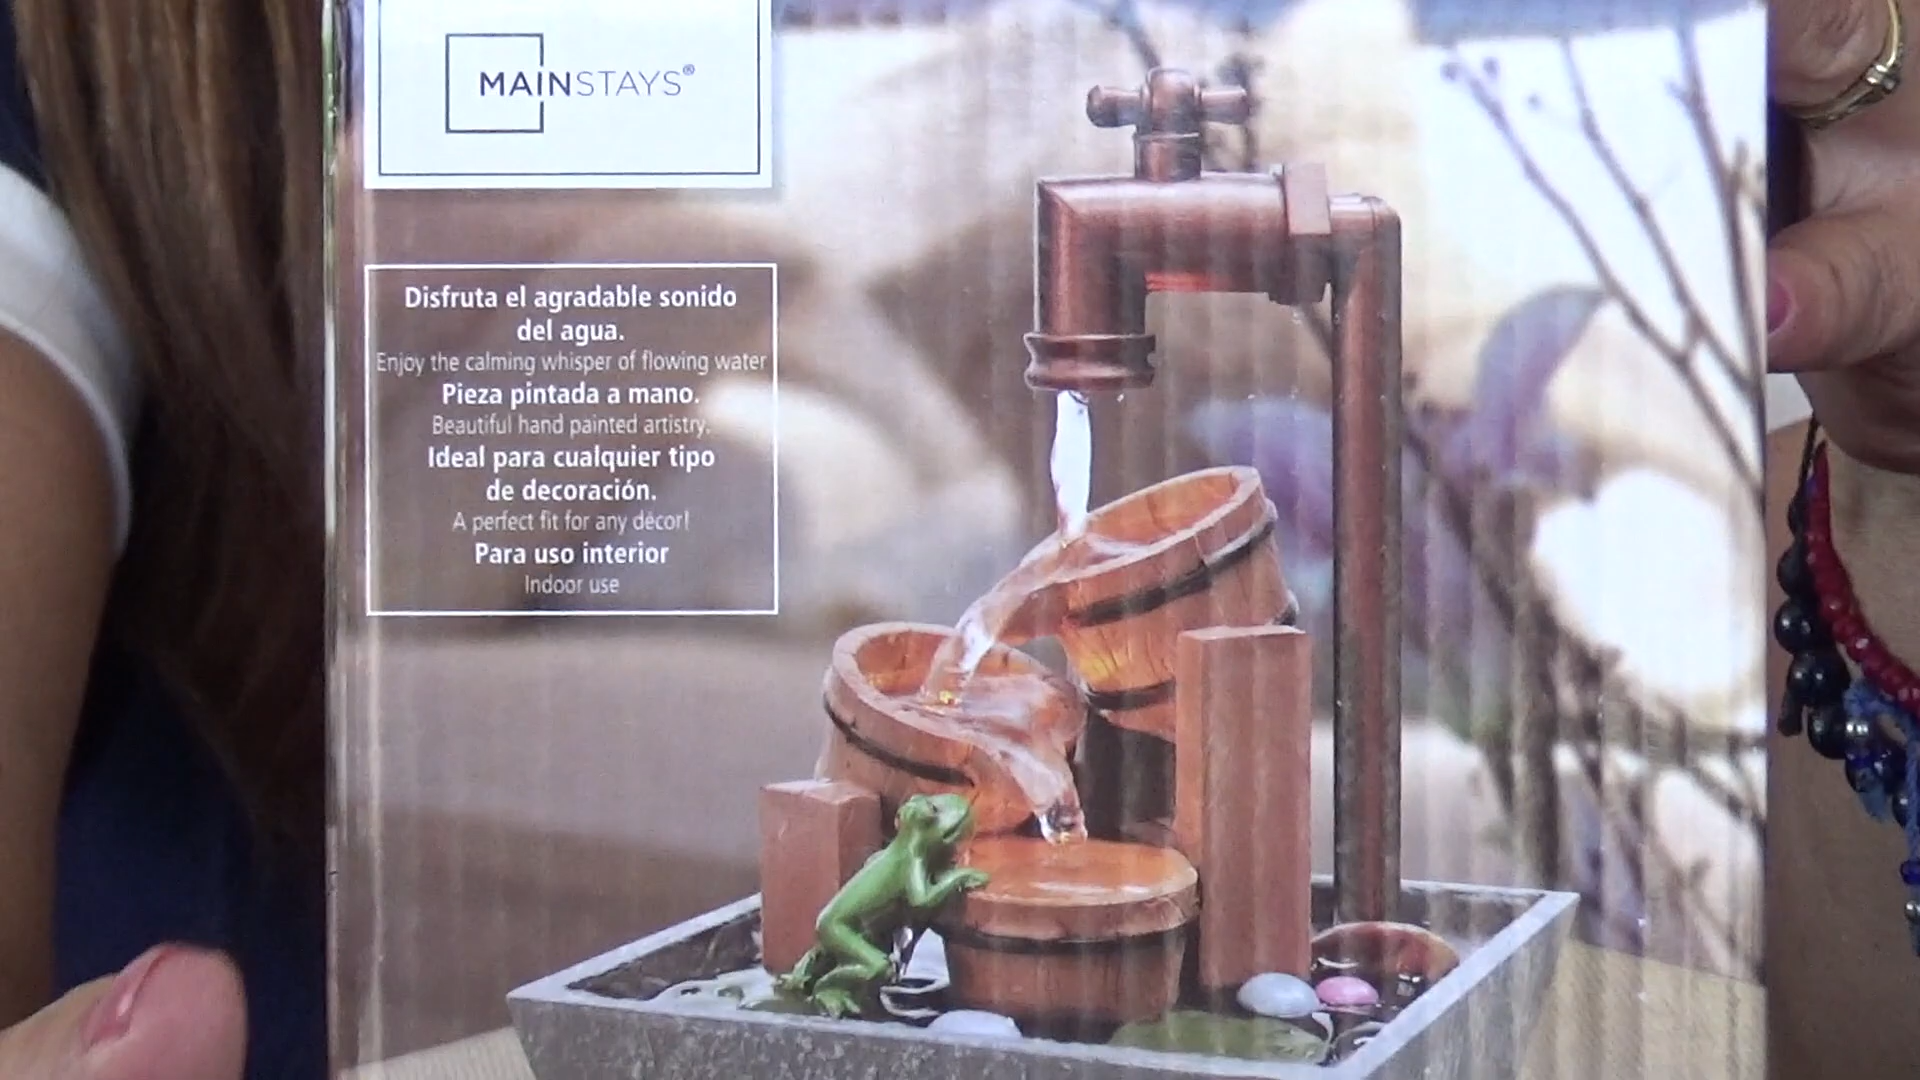 MAINSTAYS®
Disfruta el agradable sonido
del agua.
Enjoy the calming whisper of flowing water
Pieza pintada a mano.
Beautiful hand painted artistry.
Ideal para cualquier tipo
de decoración.
A perfect fit for any décor!
Para uso interior
Indoor use